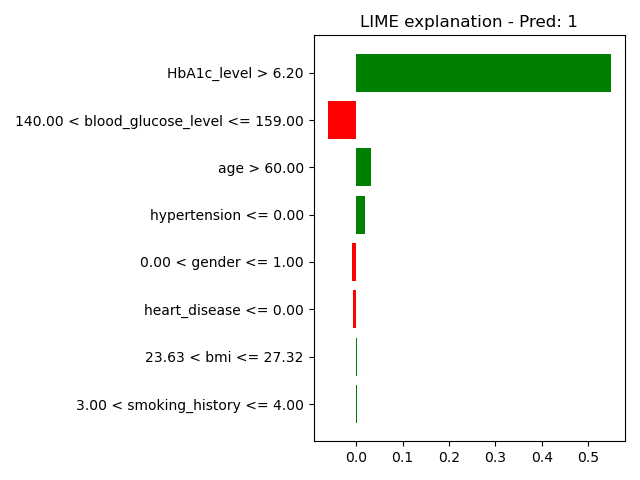 LIME explanation - Pred: 1
HbA1c_level > 6.20
140.00 < blood_glucose_level <= 159.00
age > 60.00
hypertension <= 0.00
0.00 < gender <= 1.00
heart_disease <= 0.00
23.63 < bmi <= 27.32
3.00 < smoking_history <= 4.00
0.0 0.1 0.2 0.3 0.4 0.5